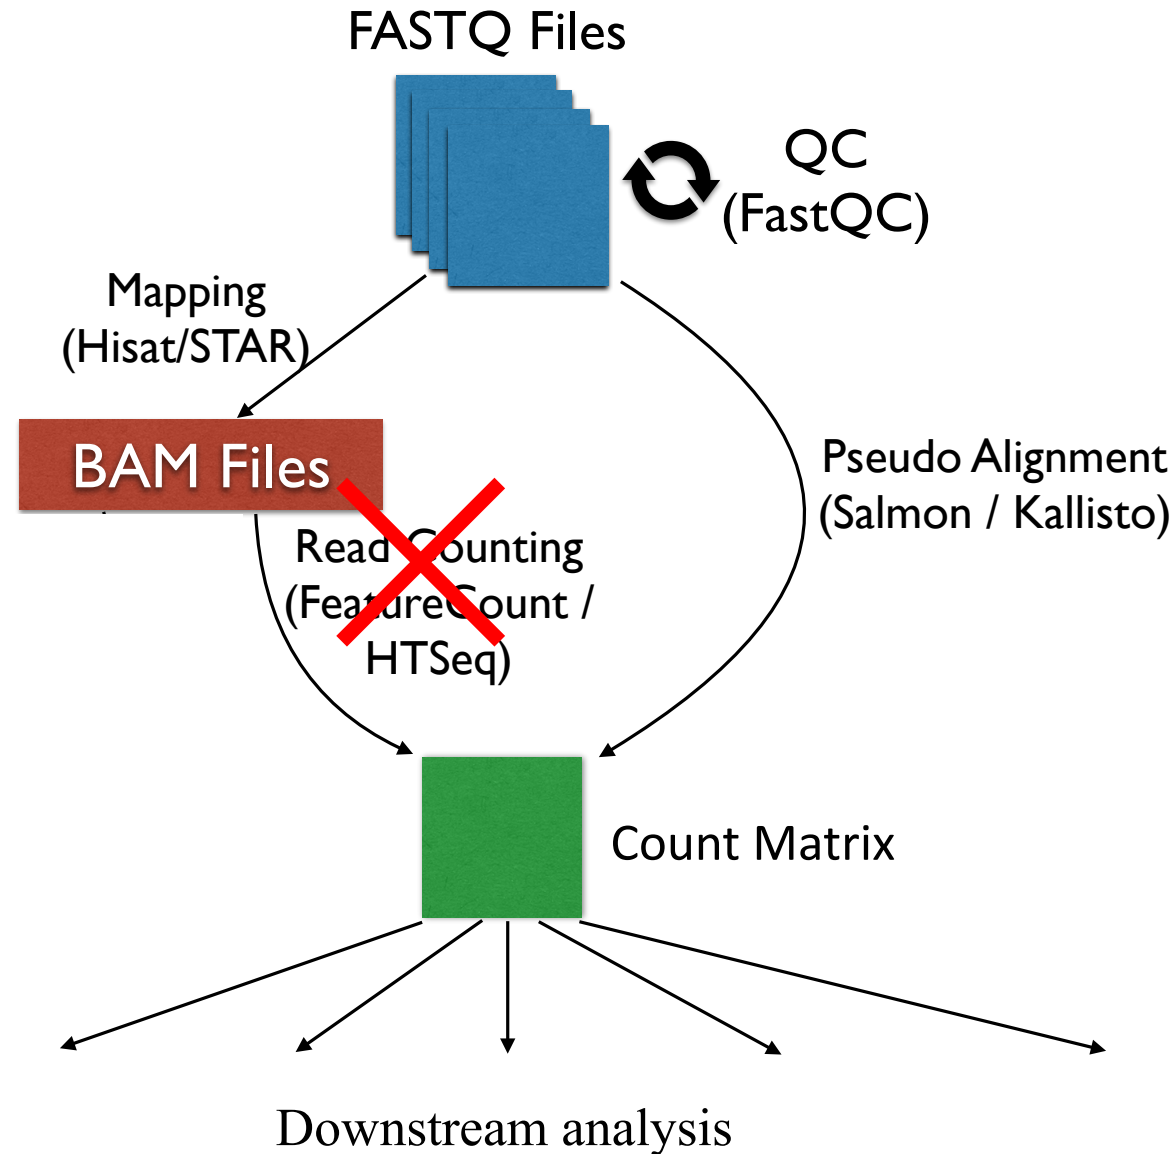 FASTQ Files
QC
(FastQC)
Mapping
(Hisat/STAR)
BAM Files
Pseudo Alignment
(Salmon / Kallisto)
Read Counting
(FeatureCount /
HTSeq)
Count Matrix
Downstream analysis